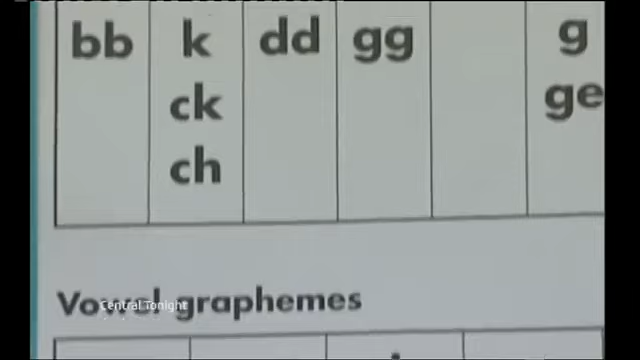 bb k dd gg g
ck ge
ch
Vowel graphemes
Central Tonight